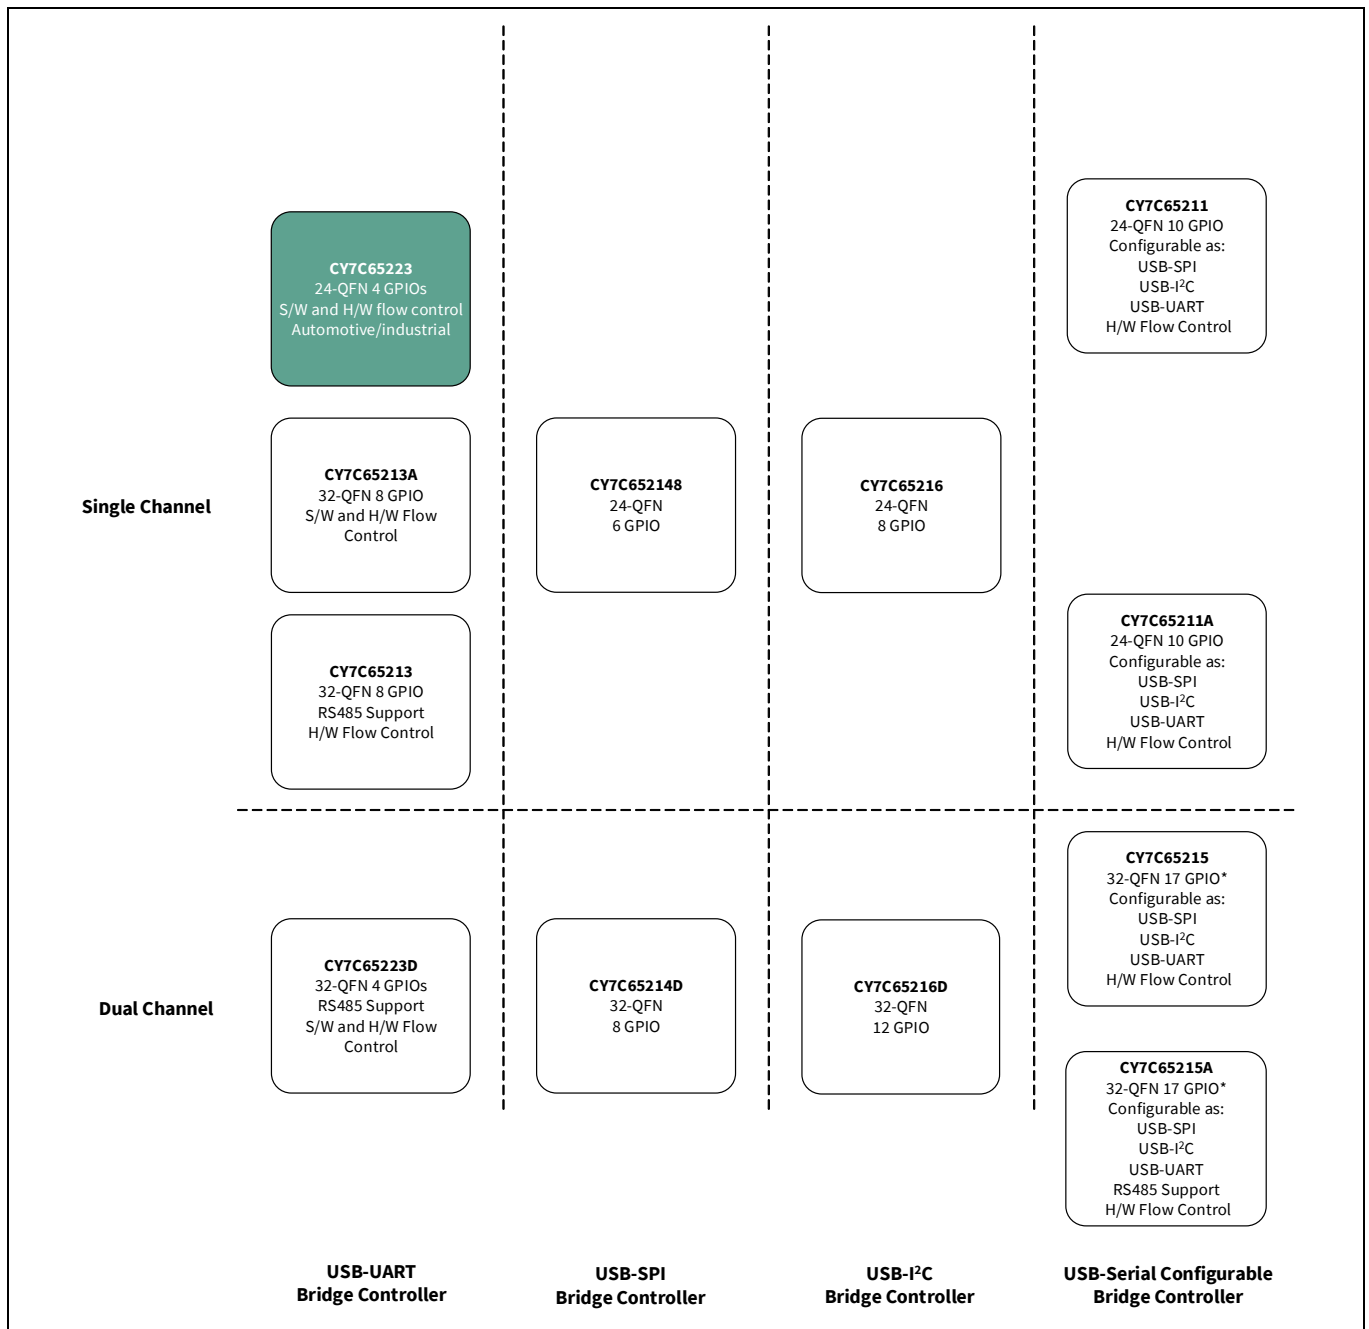 CY7C65223
24-QFN 4 GPIOs
S/W and H/W flow control
Automotive/industrial
CY7C65211
24-QFN 10 GPIO
Configurable as:
USB-SPI
USB-I²C
USB-UART
H/W Flow Control
Single Channel
CY7C65213A
32-QFN 8 GPIO
S/W and H/W Flow
Control
CY7C652148
24-QFN
6 GPIO
CY7C65216
24-QFN
8 GPIO
CY7C65213
32-QFN 8 GPIO
RS485 Support
H/W Flow Control
CY7C65211A
24-QFN 10 GPIO
Configurable as:
USB-SPI
USB-I²C
USB-UART
H/W Flow Control
Dual Channel
CY7C65223D
32-QFN 4 GPIOs
RS485 Support
S/W and H/W Flow
Control
CY7C65214D
32-QFN
8 GPIO
CY7C65216D
32-QFN
12 GPIO
CY7C65215
32-QFN 17 GPIO*
Configurable as:
USB-SPI
USB-I²C
USB-UART
H/W Flow Control
CY7C65215A
32-QFN 17 GPIO*
Configurable as:
USB-SPI
USB-I²C
USB-UART
RS485 Support
H/W Flow Control
USB-UART
Bridge Controller
USB-SPI
Bridge Controller
USB-I²C
Bridge Controller
USB-Serial Configurable
Bridge Controller